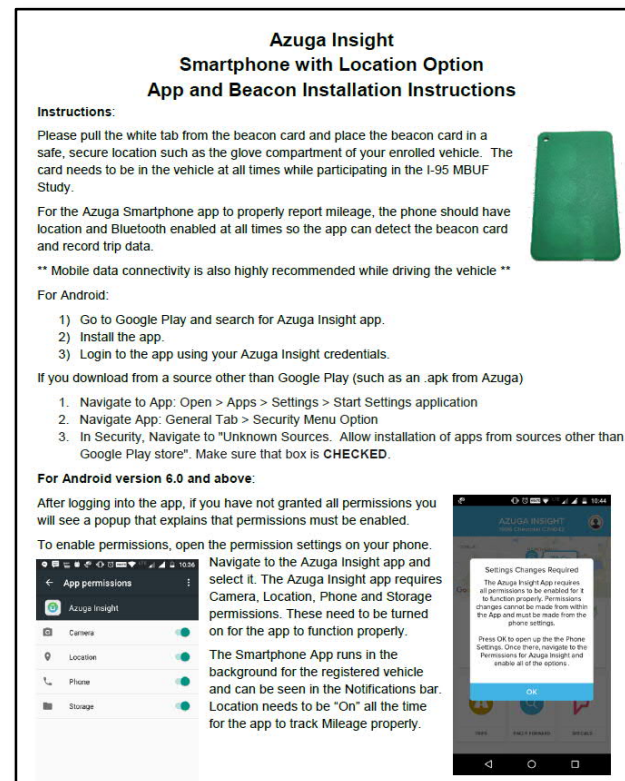 Azuga Insight
Smartphone with Location Option
App and Beacon Installation Instructions
Instructions:
Please pull the white tab from the beacon card and place the beacon card in a
safe, secure location such as the glove compartment of your enrolled vehicle. The
card needs to be in the vehicle at all times while participating in the I-95 MBUF
Study.
For the Azuga Smartphone app to properly report mileage, the phone should have
location and Bluetooth enabled at all times so the app can detect the beacon card
and record trip data.
** Mobile data connectivity is also highly recommended while driving the vehicle **
For Android:
1) Go to Google Play and search for Azuga Insight app.
2) Install the app.
3) Login to the app using your Azuga Insight credentials.
If you download from a source other than Google Play (such as an .apk from Azuga)
1. Navigate to App: Open > Apps > Settings > Start Settings application
2. Navigate App: General Tab > Security Menu Option
3. In Security, Navigate to "Unknown Sources. Allow installation of apps from sources other than
Google Play store". Make sure that box is CHECKED.
For Android version 6.0 and above:
After logging into the app, if you have not granted all permissions you
will see a popup that explains that permissions must be enabled.
To enable permissions, open the permission settings on your phone.
Navigate to the Azuga Insight app and
select it. The Azuga Insight app requires
Camera, Location, Phone and Storage
permissions. These need to be turned
on for the app to function properly.
The Smartphone App runs in the
background for the registered vehicle
and can be seen in the Notifications bar.
Location needs to be "On" all the time
for the app to track Mileage properly.
10:36
App permissions
Azuga Insight
Camera
Location
Phone
Storage
10:44
AZUGA INSIGHT
Settings Changes Required
The Azuga Insight App requires
all permissions to be enabled for it
to function properly. Permissions
changes cannot be made from within
the App and must be made from the
phone settings.
Press OK to open up the the Phone
Settings. Once there, navigate to the
Permissions for Azuga Insight and
enable all of the options.
OK